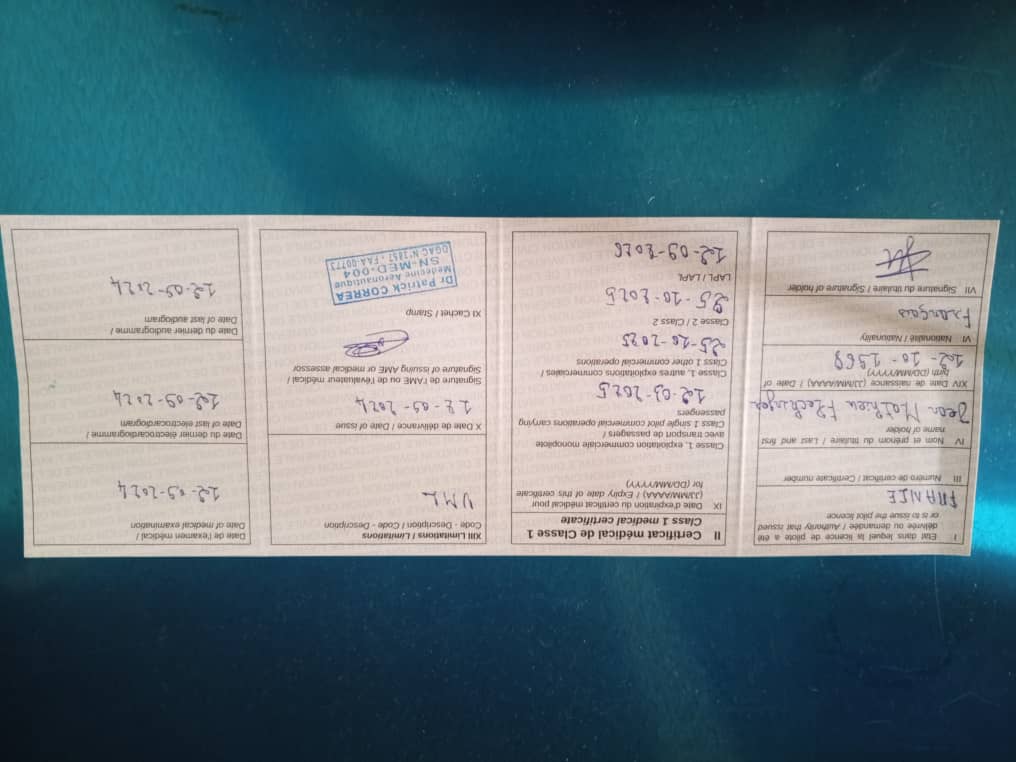 I Etat dans lequel la licence de pilote a été
délivrée ou demandée / Authority that issued
or is to issue the pilot licence
FRANCE
III Numéro de certificat / Certificate number
IV Nom et prénom du titulaire / Last and first
name of holder
Jean Mathieu
XIV Date de naissance (JJ/MM/AAAA) / Date of
birth (DD/MM/YYYY)
12-10-1969
VI Nationalité / Nationality
Français
VII Signature du titulaire / Signature of holder
II Certificat médical de Classe 1
Class 1 medical certificate
IX Date d'expiration du certificat médical pour
(JJ/MM/AAAA) / Expiry date of this certificate
for (DD/MM/YYYY)
Classe 1, exploitation commerciale monopilote
avec transport de passagers /
Class 1 single pilot commercial operations carrying
passengers
12-03-2025
Classe 1, autres exploitations commerciales /
Class 1 other commercial operations
25-10-2025
Classe 2 / Class 2
25-10-2025
LAPL / LAPL
12-09-2026
XIII Limitations / Limitations
Code - Description / Code - Description
VML
X Date de délivrance / Date of issue
12-09-2024
Signature de l'AME ou de l'évaluateur médical /
Signature of issuing AME or medical assessor
XI Cachet / Stamp
Dr Patrick CORREA
Médecine Aéronautique
SN-MED-004
DGAC N°2857 - FAA-00773
Date de l'examen médical /
Date of medical examination
12-09-2024
Date du dernier électrocardiogramme /
Date of last electrocardiogram
12-09-2024
Date du dernier audiogramme /
Date of last audiogram
12-09-2024